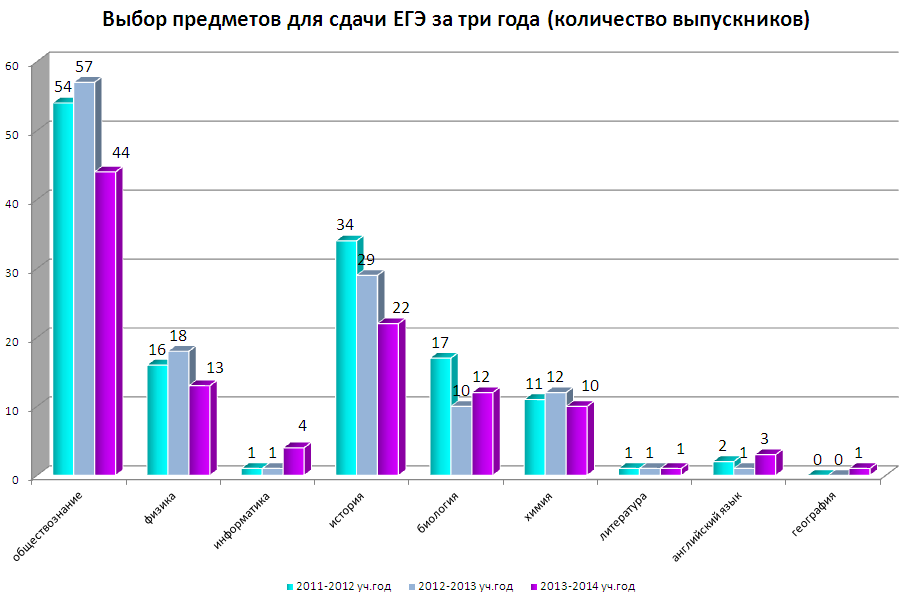 Выбор предметов для сдачи ЕГЭ за три года (количество выпускников)
60
50
40
30
20
10
0
54
57
44
16
18
13
1
1
4
34
29
22
17
10
12
11
12
10
1
1
1
2
1
3
0
0
1
обществознание
физика
информатика
история
биология
химия
литература
английский язык
география
2011-2012 уч.год
2012-2013 уч.год
2013-2014 уч.год